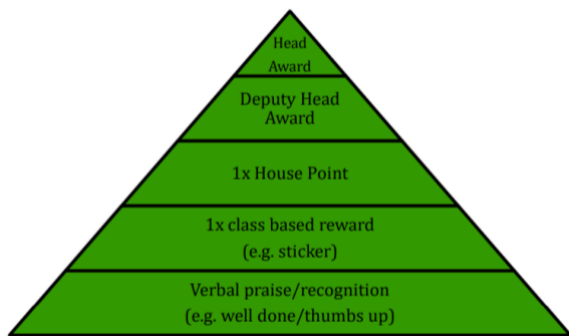 Head
Award
Deputy Head
Award
1x House Point
1x class based reward
(e.g. sticker)
Verbal praise/recognition
(e.g. well done/thumbs up)